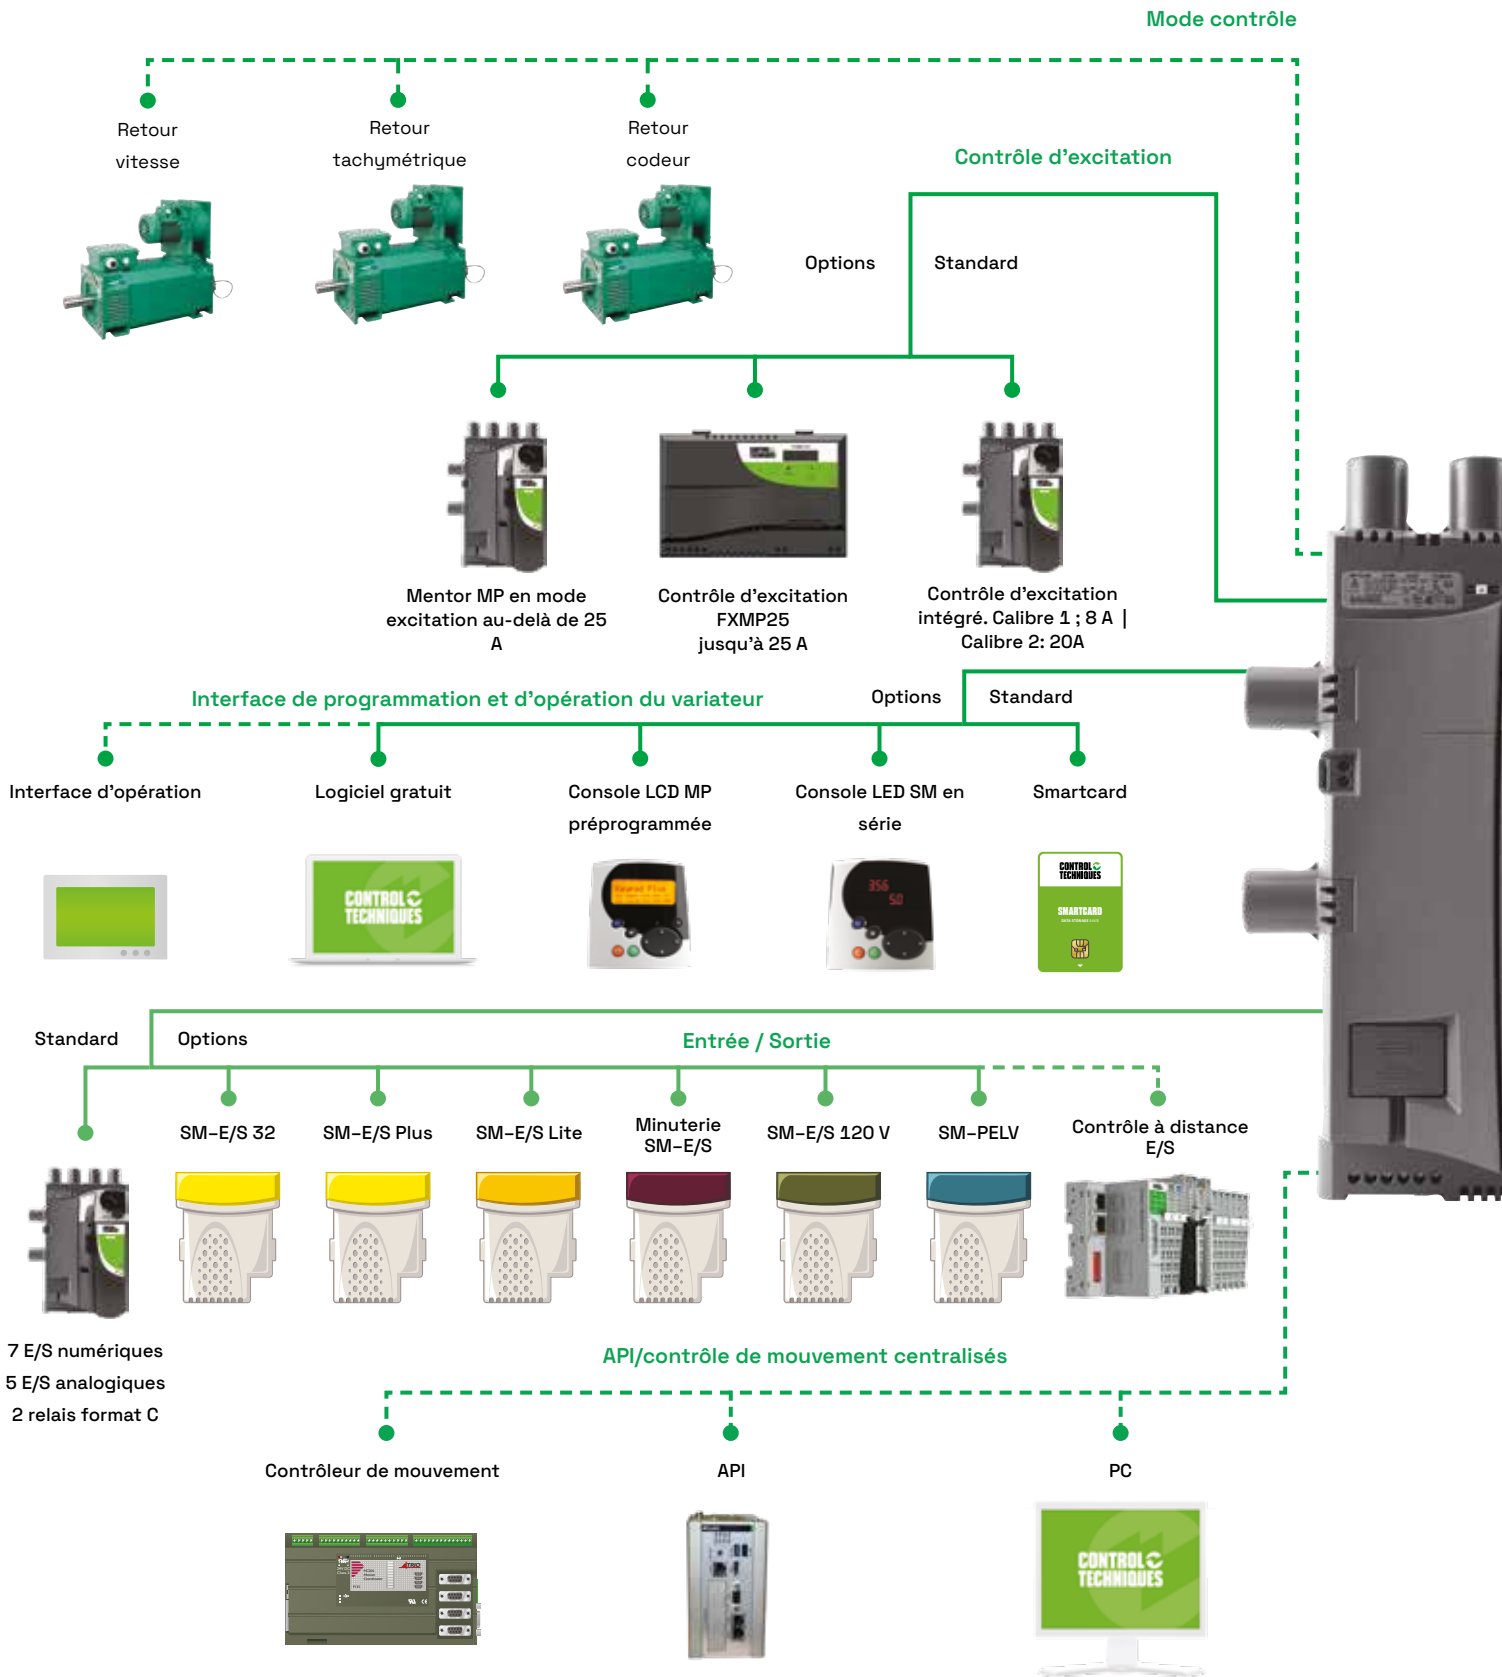 Mode contrôle
Retour
vitesse
Retour
tachymétrique
Retour
codeur
Contrôle d'excitation
Options
Standard
Mentor MP en mode
excitation au-delà de 25
A
Contrôle d'excitation
FXMP25
jusqu'à 25 A
Contrôle d'excitation
intégré. Calibre 1 ; 8 A |
Calibre 2: 20A
Interface de programmation et d'opération du variateur
Options
Standard
Interface d'opération
Logiciel gratuit
Console LCD MP
préprogrammée
Console LED SM en
série
Smartcard
CONTROL
TECHNIQUES
356
5.0
CONTROL
TECHNIQUES
SMARTCARD
Standard
Options
Entrée / Sortie
SM-E/S 32
SM-E/S Plus
SM-E/S Lite
Minuterie
SM-E/S
SM-E/S 120 V
SM-PELV
Contrôle à distance
E/S
7 E/S numériques
5 E/S analogiques
2 relais format C
API/contrôle de mouvement centralisés
Contrôleur de mouvement
API
PC
TRIO
CONTROL
TECHNIQUES